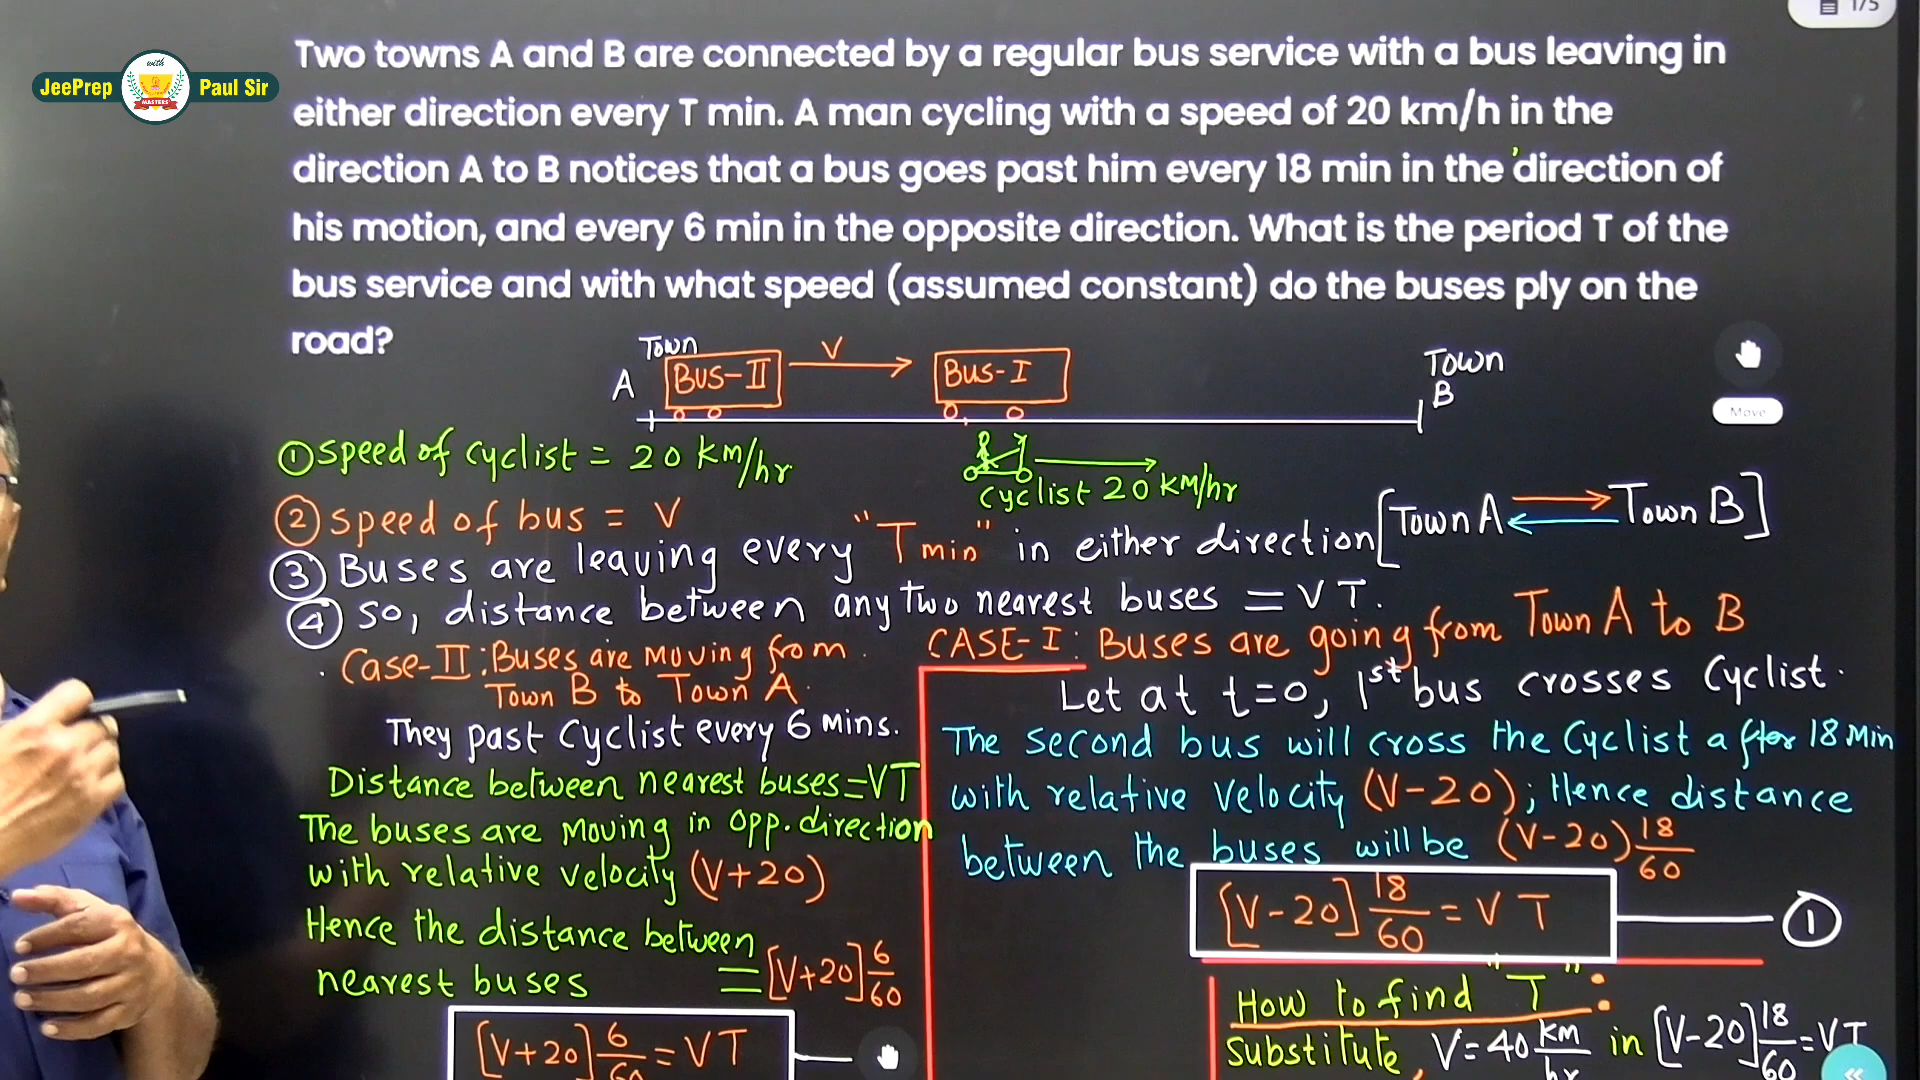 1/5
JeePrep with MASTERS Paul Sir
Two towns A and B are connected by a regular bus service with a bus leaving in
either direction every T min. A man cycling with a speed of 20 km/h in the
direction A to B notices that a bus goes past him every 18 min in the direction of
his motion, and every 6 min in the opposite direction. What is the period T of the
bus service and with what speed (assumed constant) do the buses ply on the
road?
Town
A
BUS-II
V
Bus-I
Town
B
Move
① speed of cyclist = 20 km/hr
cyclist 20 km/hr
② speed of bus = V
③ Buses are leaving every "T min" in either direction [Town A Town B]
④ so, distance between any two nearest buses = VT.
Case-II: Buses are moving from
Town B to Town A.
They past cyclist every 6 mins.
Distance between nearest buses = VT
The buses are moving in opp. direction
with relative velocity (V+20)
Hence the distance between
nearest buses = [V+20] 6/60
[V+20] 6/60 = VT
CASE-I: Buses are going from Town A to B
Let at t=0, 1st bus crosses cyclist.
The second bus will cross the cyclist after 18 Min
with relative velocity (V-20); Hence distance
between the buses will be (V-20) 18/60
[V-20] 18/60 = VT ①
How to find "T":
substitute, V=40 km/hr in [V-20] 18/60 = VT